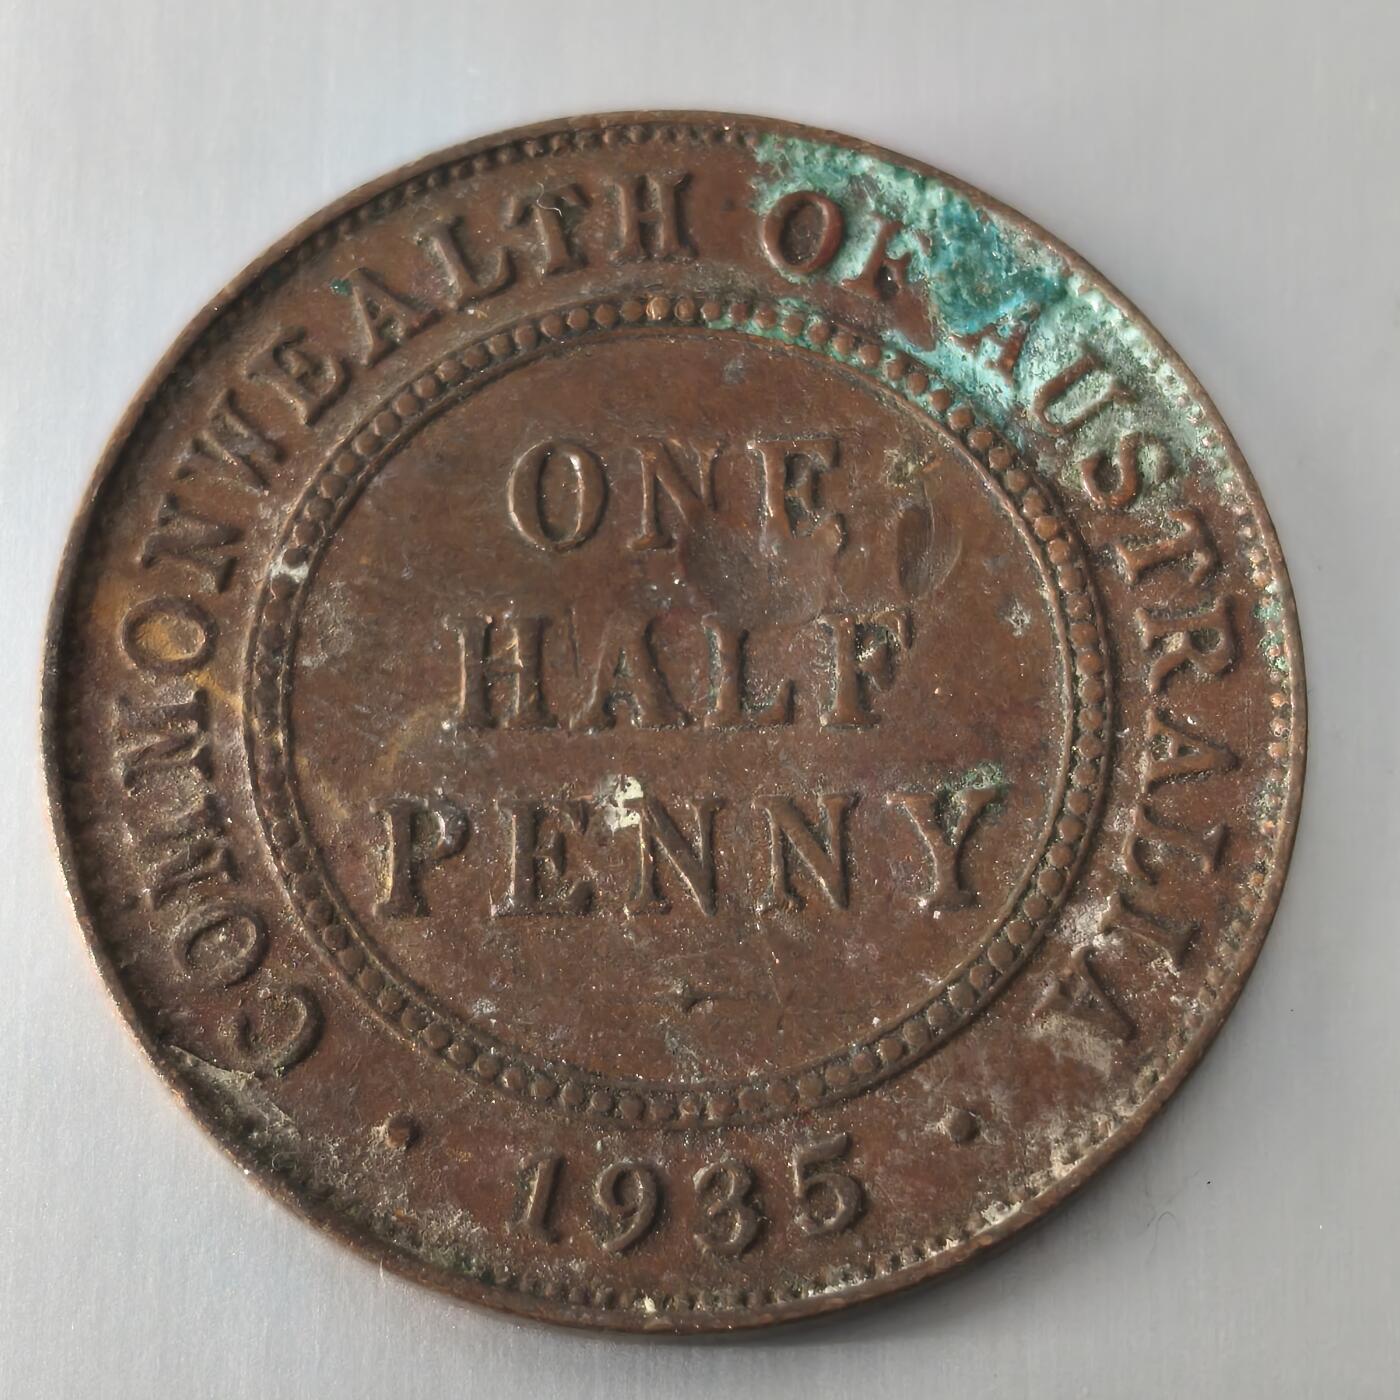 COMMONWEALTH OF AUSTRALIA
ONE
HALF
PENNY
· 1935 ·